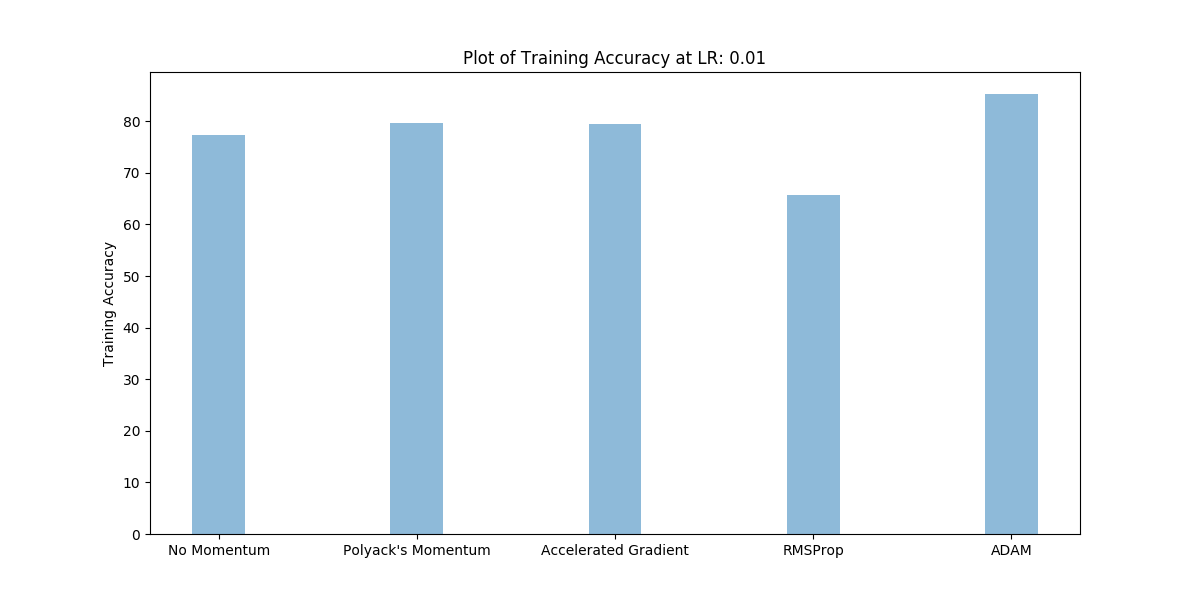 Plot of Training Accuracy at LR: 0.01
Training Accuracy
80
70
60
50
40
30
20
10
0
No Momentum
Polyack's Momentum
Accelerated Gradient
RMSProp
ADAM